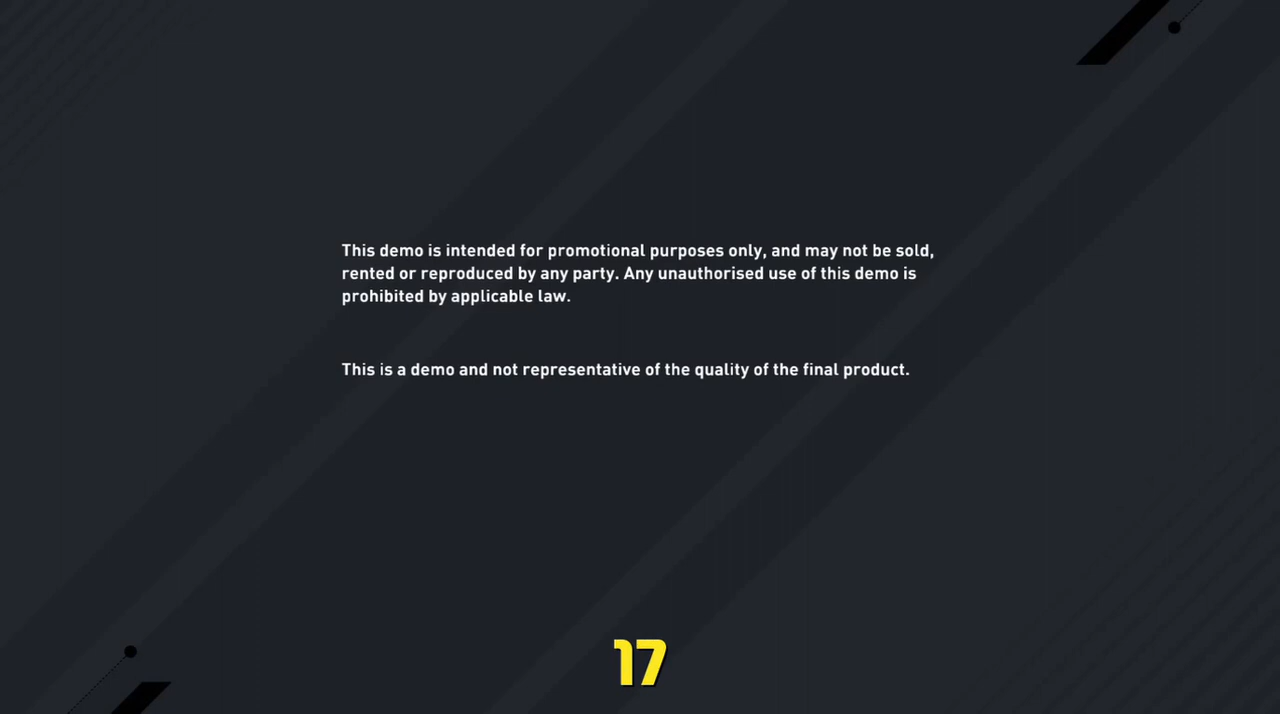 This demo is intended for promotional purposes only, and may not be sold,
rented or reproduced by any party. Any unauthorised use of this demo is
prohibited by applicable law.
This is a demo and not representative of the quality of the final product.
17